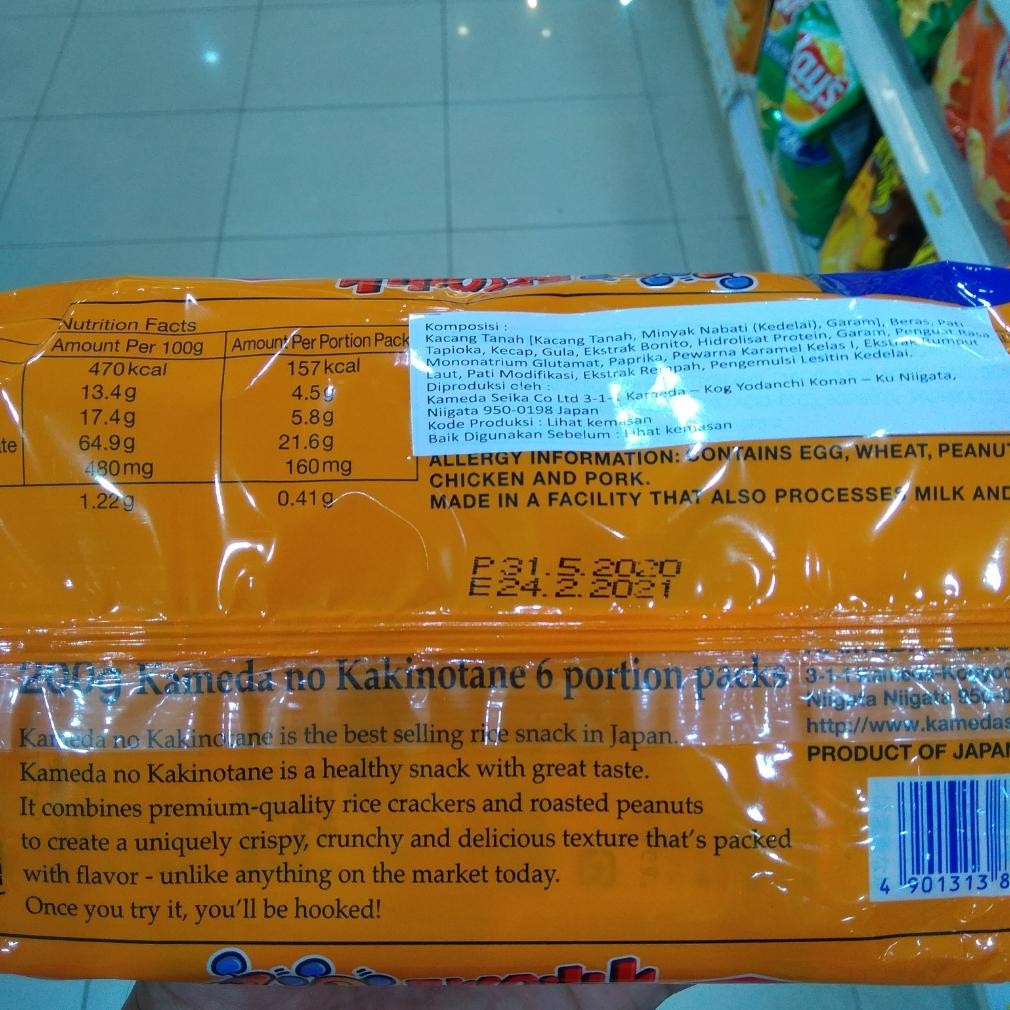 Nutrition Facts
Amount Per 100g Amount Per Portion Pack
470 kcal 157 kcal
13.4g 4.5g
17.4g 5.8g
64.9g 21.6g
480mg 160mg
1.22g 0.41g
Komposisi :
Kacang Tanah [Kacang Tanah, Minyak Nabati (Kedelai), Garam], Beras, Pati
Tapioka, Kecap, Gula, Ekstrak Bonito, Hidrolisat Protein, Garam, Penguat Rasa
Mononatrium Glutamat, Paprika, Pewarna Karamel Kelas I, Ekstrak Rumput
Laut, Pati Modifikasi, Ekstrak Rempah, Pengemulsi Lesitin Kedelai.
Diproduksi oleh :
Kameda Seika Co Ltd 3-1-1 Kameda – Kog Yodanchi Konan – Ku Niigata,
Niigata 950-0198 Japan
Kode Produksi : Lihat kemasan
Baik Digunakan Sebelum : Lihat kemasan
ALLERGY INFORMATION: CONTAINS EGG, WHEAT, PEANUT
CHICKEN AND PORK.
MADE IN A FACILITY THAT ALSO PROCESSES MILK AND
P 31. 5. 2020
E 24. 2. 2021
200g Kameda no Kakinotane 6 portion packs
Kameda no Kakinotane is the best selling rice snack in Japan.
Kameda no Kakinotane is a healthy snack with great taste.
It combines premium-quality rice crackers and roasted peanuts
to create a uniquely crispy, crunchy and delicious texture that's packed
with flavor - unlike anything on the market today.
Once you try it, you'll be hooked!
Niigata Niigata 950-0
http://www.kamedas
PRODUCT OF JAPAN
4 901313 8